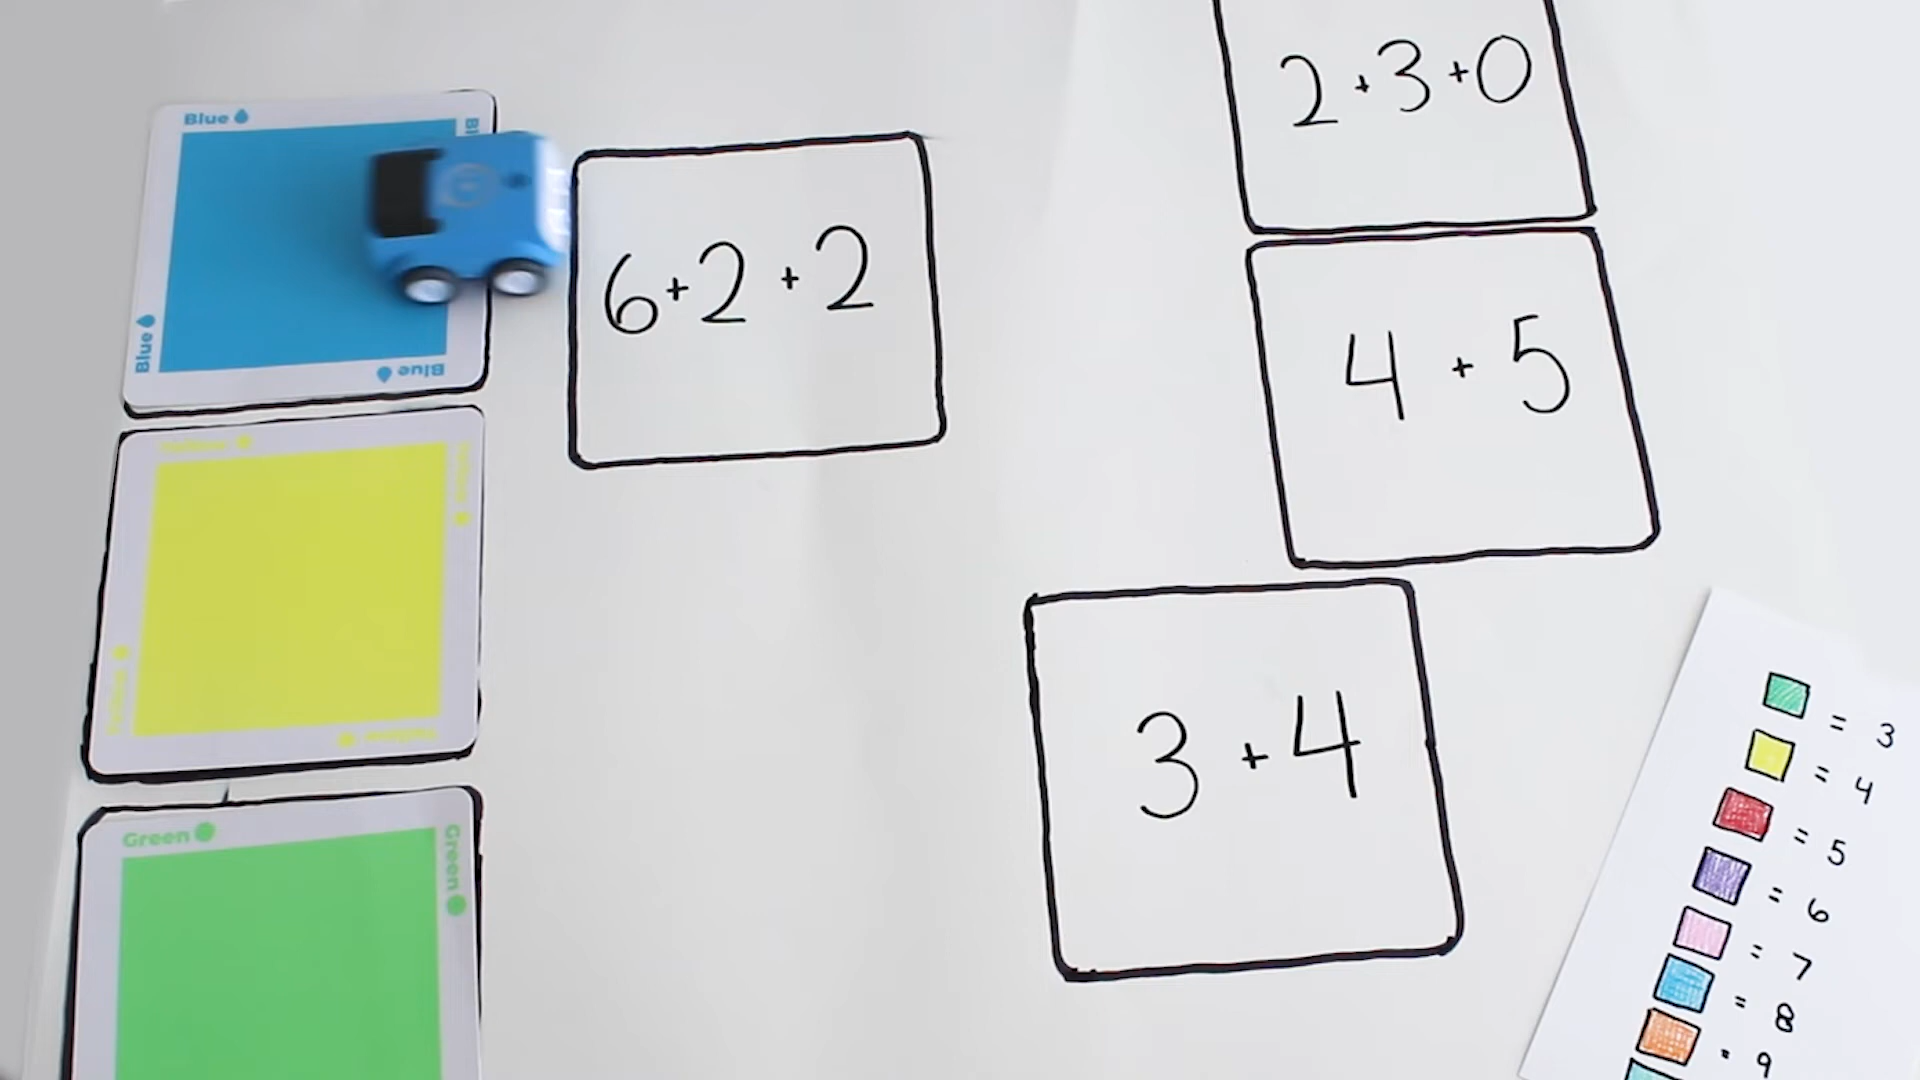 Blue
Blue
Blue
6+2+2
2+3+0
4+5
3+4
Green
Green
= 3
= 4
= 5
= 6
= 7
= 8
= 9